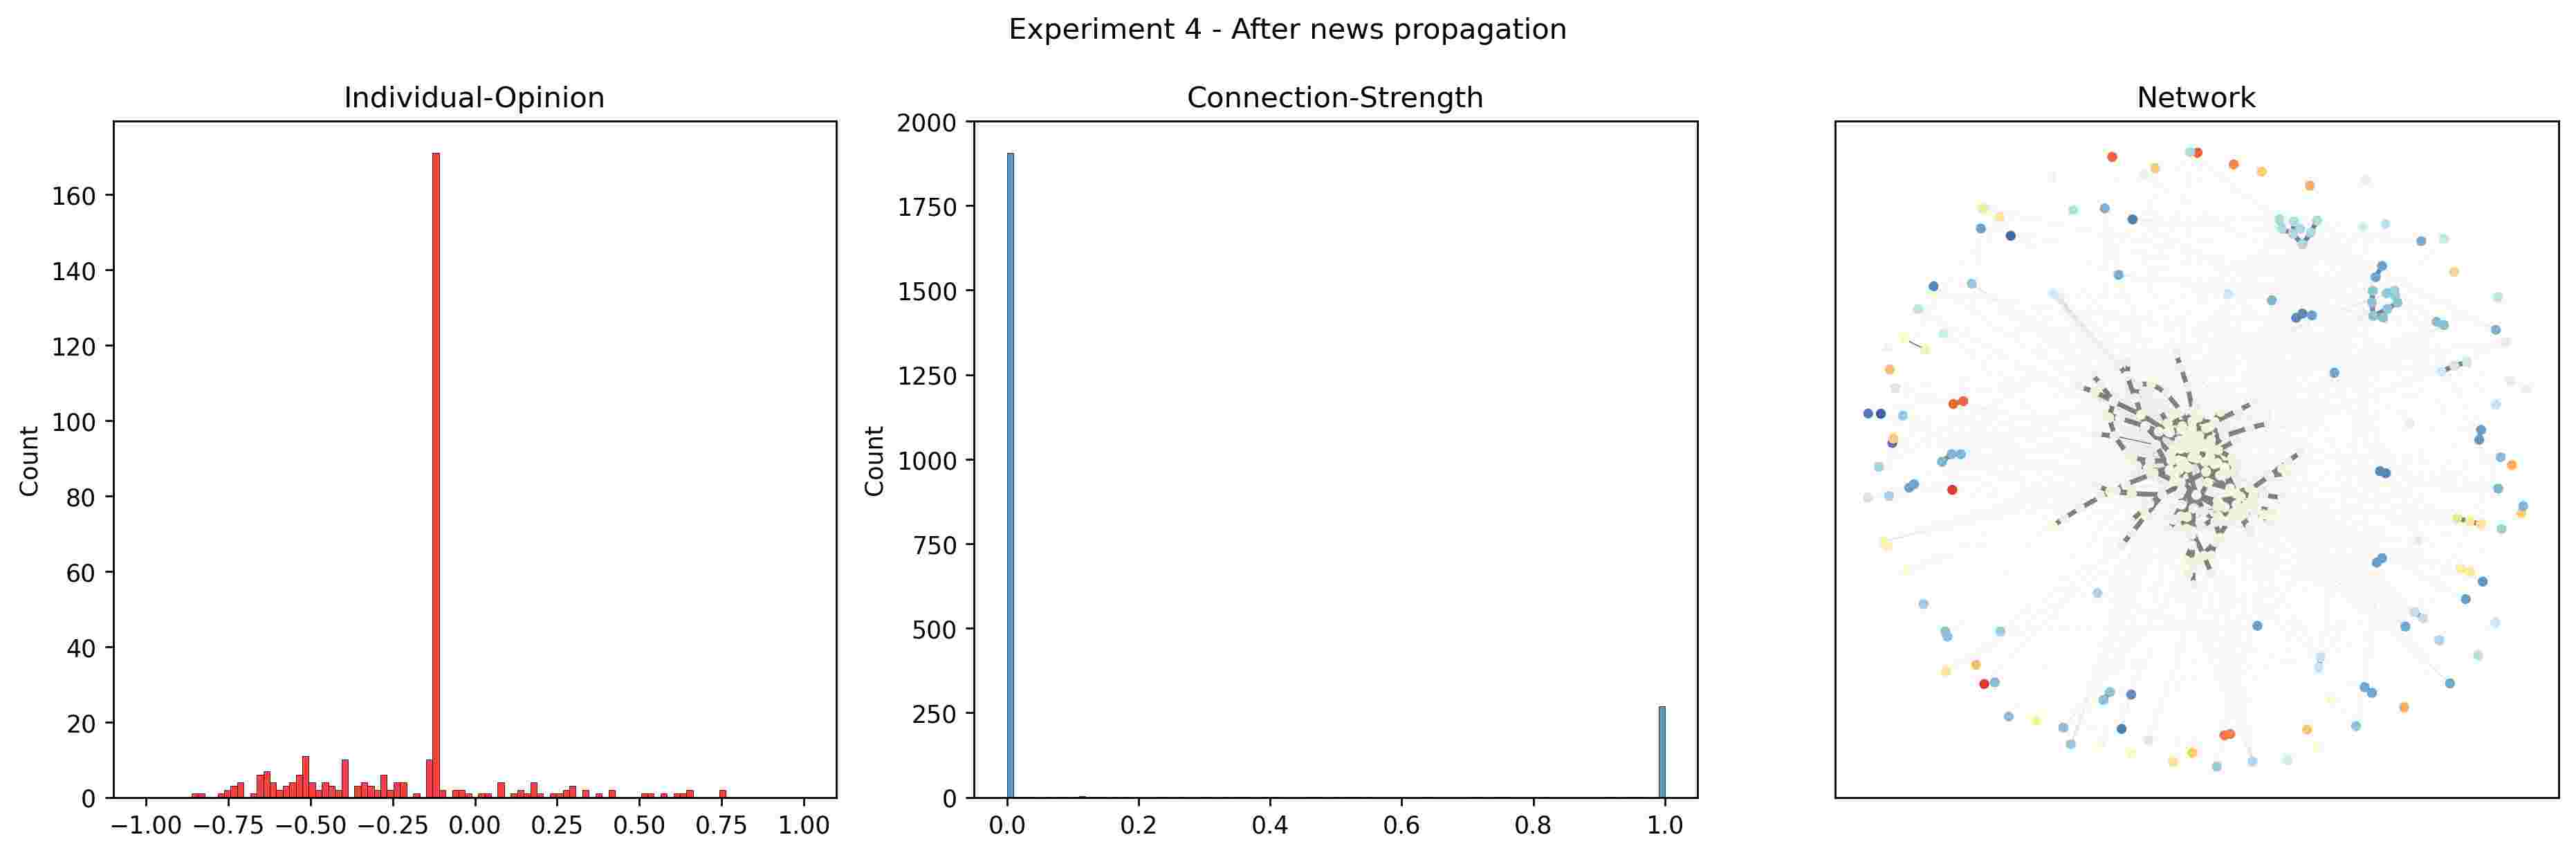 Experiment 4 - After news propagation
Individual-Opinion
Connection-Strength
Network
Count
160
140
120
100
80
60
40
20
0
−1.00 −0.75 −0.50 −0.25 0.00 0.25 0.50 0.75 1.00
Count
2000
1750
1500
1250
1000
750
500
250
0
0.0 0.2 0.4 0.6 0.8 1.0